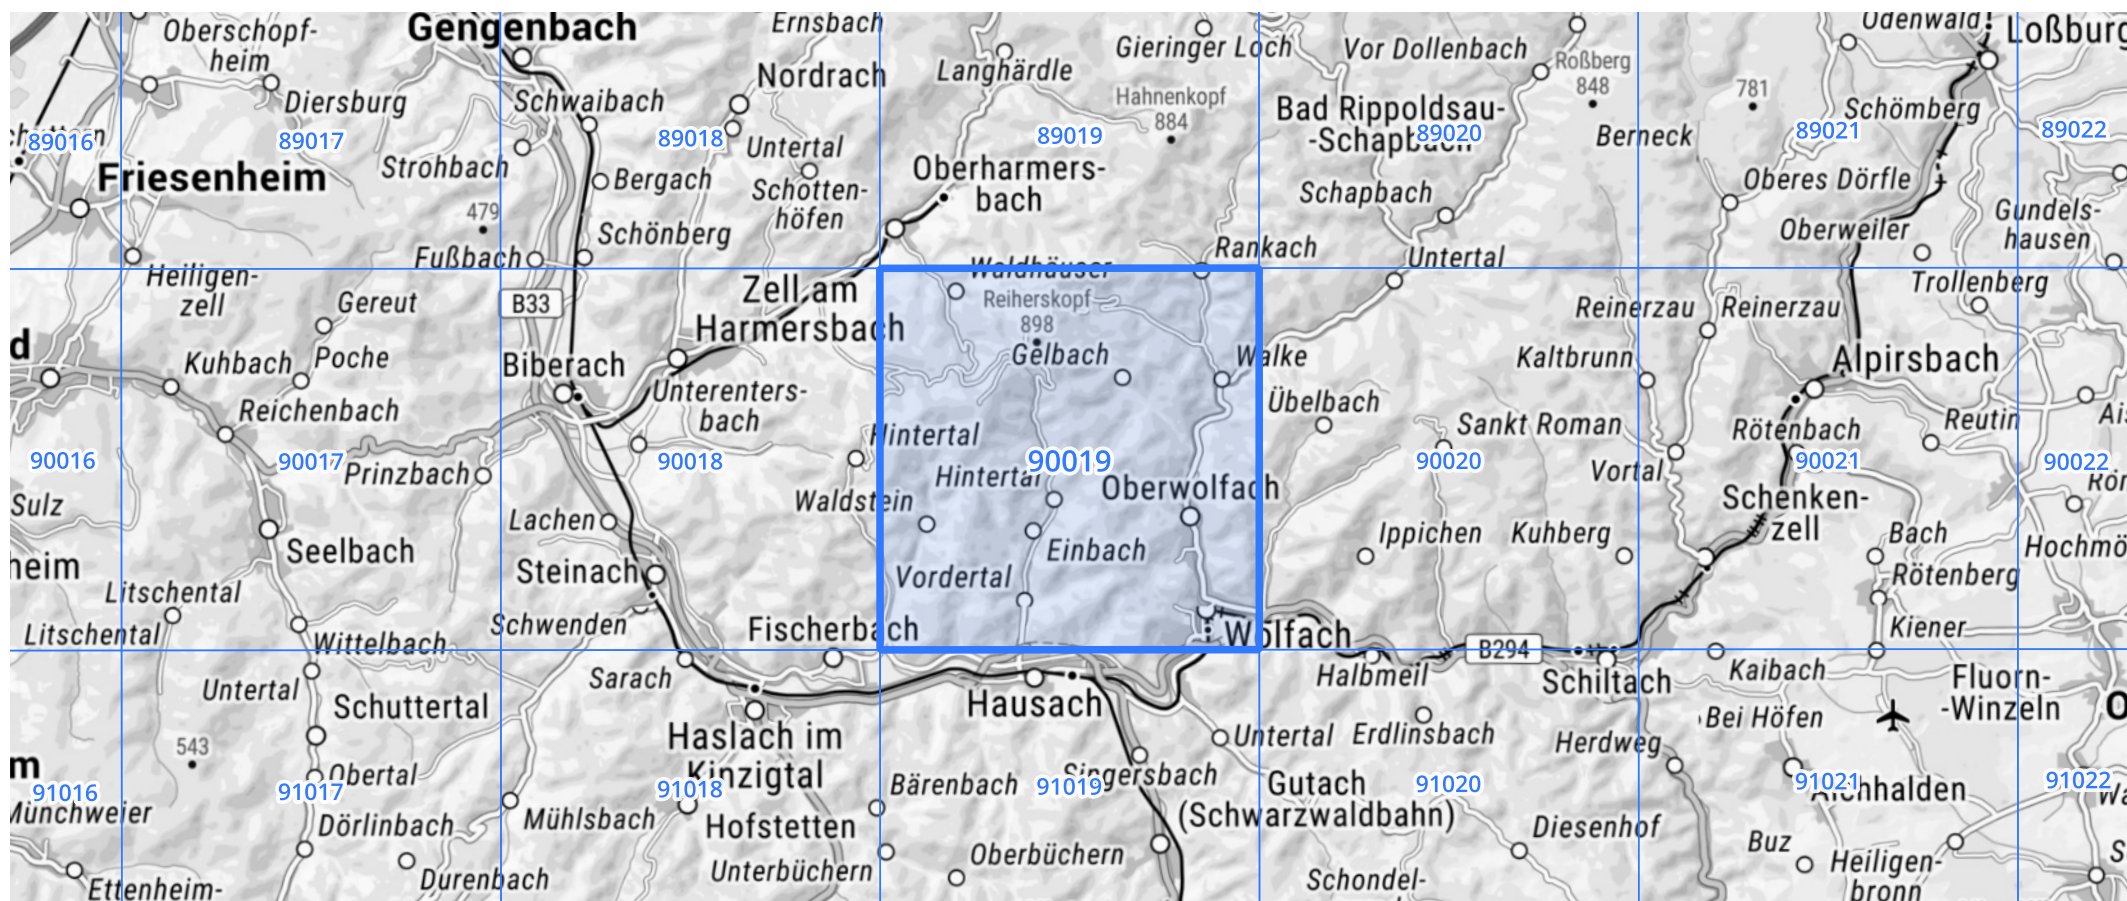 Oberschopf-
heim
Gengenbach
Ernsbach
Langhärdle
Gieringer Loch
Vor Dollenbach
Roßberg
848
Odenwald
Loßburg
Nordrach
Diersburg
Schwaibach
Hahnenkopf
884
Bad Rippoldsau-
-Schapbach
781
Schömberg
Berneck
89016
89017
89018
89019
89020
89021
89022
Friesenheim
Strohbach
Bergach
Untertal
Schotten-
höfen
Oberharmers-
bach
Schapbach
Oberes Dörfle
479
Schönberg
Fußbach
Rankach
Untertal
Oberweiler
Gundels-
hausen
Heiligen-
zell
Gereut
B33
Zell am
Harmersbach
Waldhäuser
Reiherskopf
898
Gelbach
Walke
Reinerzau
Reinerzau
Trollenberg
d
Kuhbach
Poche
Biberach
Unterenters-
bach
Kaltbrunn
Alpirsbach
Reichenbach
Übelbach
Sankt Roman
Rötenbach
Reutin
Ais
Hintertal
90016
90017
90018
90019
90020
90021
90022
Prinzbach
Hintertal
Vortal
Rör
Sulz
Waldstein
Oberwolfach
Schenken-
zell
Lachen
Seelbach
Einbach
Ippichen
Kuhberg
Bach
Hochmö
heim
Steinach
Vordertal
Rötenberg
Litschental
Litschental
Schwenden
Wittelbach
Fischerbach
Wolfach
B294
Kiener
Untertal
Sarach
Halbmeil
Schiltach
Kaibach
Fluorn-
-Winzeln
Schuttertal
Haslach im
Kinzigtal
Hausach
Untertal
Erdlinsbach
Bei Höfen
O
543
Herdweg
m
Obertal
Bärenbach
Singersbach
Gutach
(Schwarzwaldbahn)
Aichhalden
91016
91017
91018
91019
91020
91021
91022
Wa
Münchweier
Dörlinbach
Mühlsbach
Hofstetten
Diesenhof
Buz
Ettenheim-
Durenbach
Unterbüchern
Oberbüchern
Schondel-
Heiligen-
bronn
S